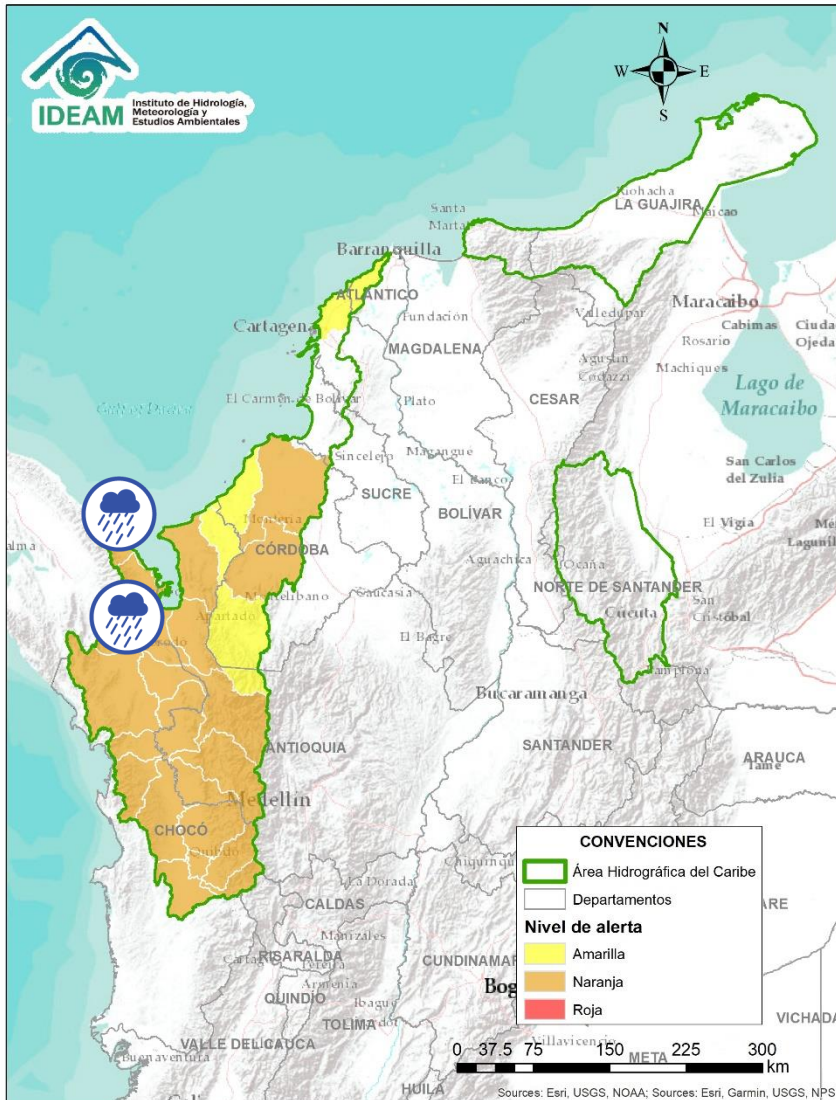 IDEAM
Instituto de Hidrología,
Meteorología y
Estudios Ambientales
N
W
E
S
Riohacha
LA GUAJIRA
Maicao
Santa
Marta
Barranquilla
ATLÁNTICO
Cartagena
Fundación
Valledupar
Maracaibo
Cabimas
Ciuda
Ojeda
Rosario
Machiques
MAGDALENA
Agustín
Codazzi
CESAR
Lago de
Maracaibo
El Carmen de Bolívar
Plato
San Carlos
del Zulia
Sincelejo
Magangué
El Banco
SUCRE
BOLÍVAR
El Vigía
Montería
CÓRDOBA
Aguachica
Ocaña
NORTE DE SANTANDER
Cúcuta
San
Cristóbal
Montelibano
Caucasia
Apartadó
El Bagre
Pamplona
Bucaramanga
ANTIOQUIA
SANTANDER
ARAUCA
Tame
Medellín
CHOCÓ
Quibdó
La Dorada
CALDAS
Manizales
RISARALDA
Pereira
Armenia
QUINDÍO
Ibagué
TOLIMA
CUNDINAMAR
Bog
VALLE DEL CAUCA
Buenaventura
HUILA
Villavicencio
META
VICHADA
CONVENCIONES
Área Hidrográfica del Caribe
Departamentos
Nivel de alerta
Amarilla
Naranja
Roja
0 37.5 75 150 225 300
km
Sources: Esri, USGS, NOAA; Sources: Esri, Garmin, USGS, NPS